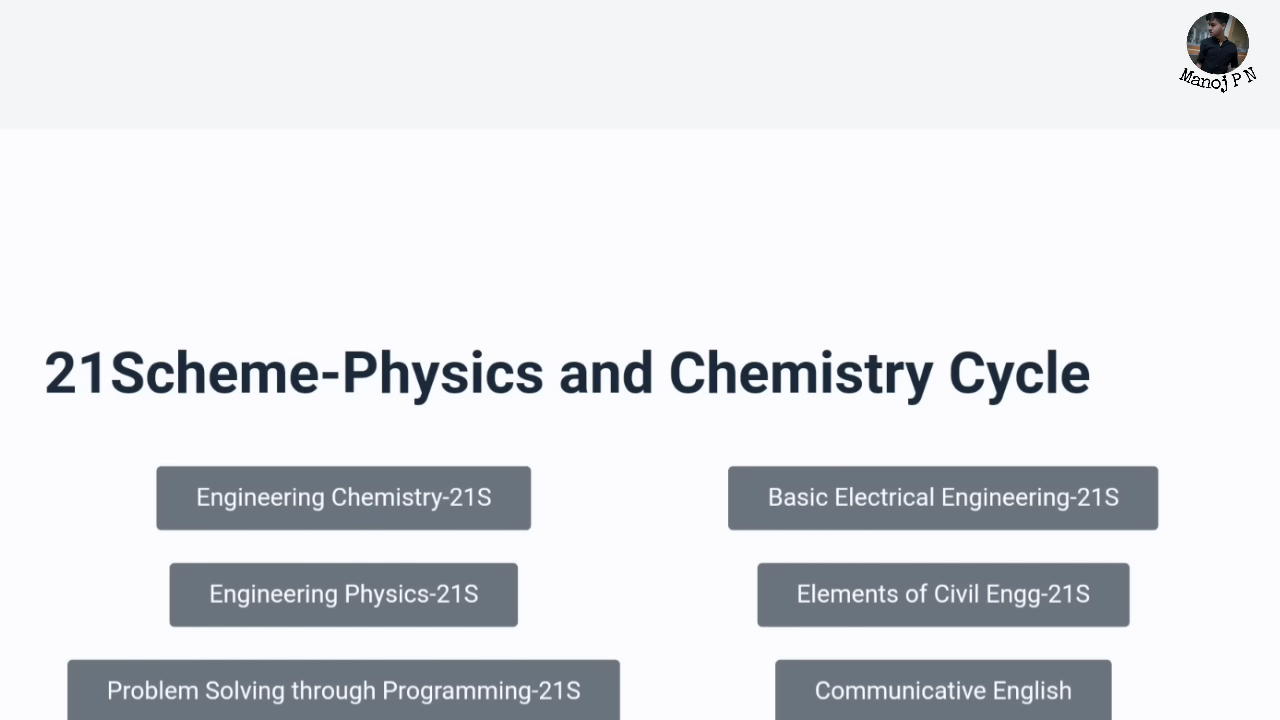 Manoj P N
21Scheme-Physics and Chemistry Cycle
Engineering Chemistry-21S
Basic Electrical Engineering-21S
Engineering Physics-21S
Elements of Civil Engg-21S
Problem Solving through Programming-21S
Communicative English